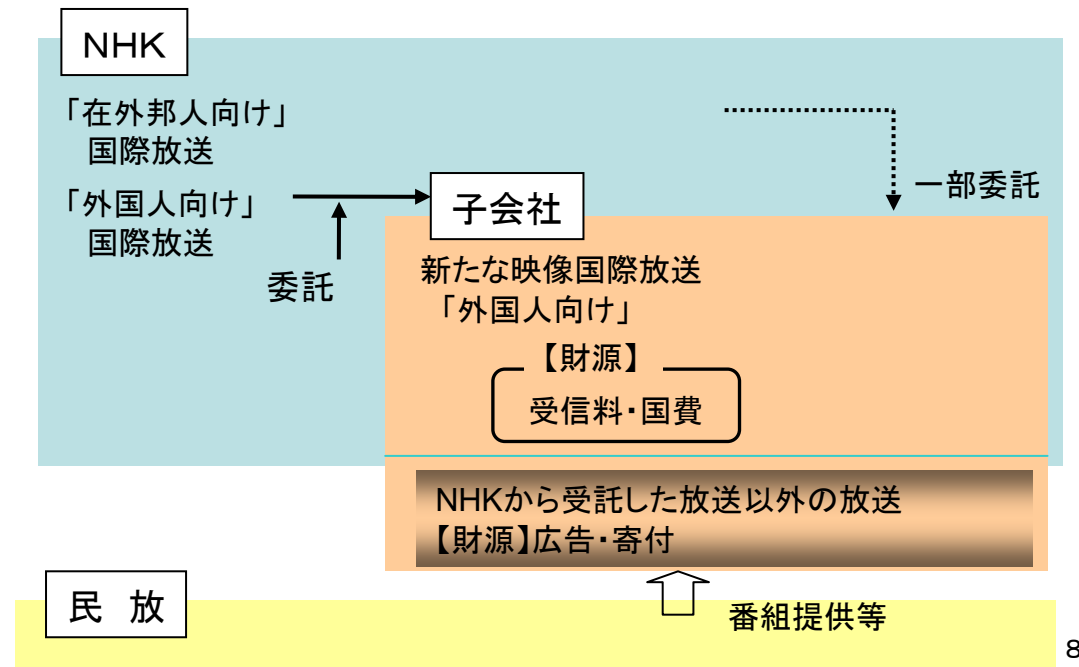 NHK
「在外邦人向け」
国際放送
一部委託
「外国人向け」
国際放送
委託
子会社
新たな映像国際放送
「外国人向け」
【財源】
受信料・国費
NHKから受託した放送以外の放送
【財源】広告・寄付
民 放
番組提供等
8